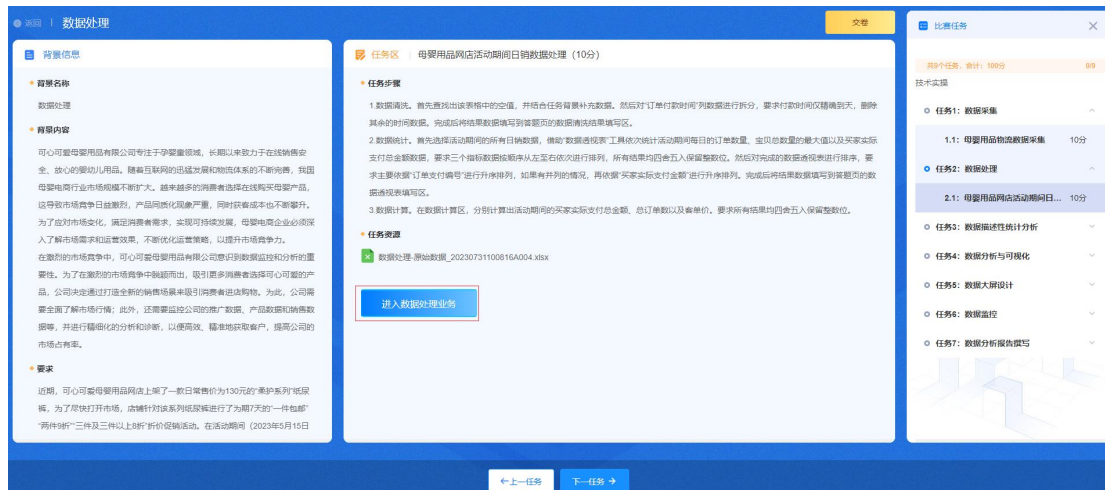 返回 | 数据处理
交卷
背景信息
背景名称
数据处理
背景内容
可心可爱母婴用品有限公司专注于孕婴童领域，长期以来致力于在线销售安
全、放心的婴幼儿用品。随着互联网的迅猛发展和物流体系的不断完善，我国
母婴电商行业市场规模不断扩大。越来越多的消费者选择在线购买母婴产品，
这导致市场竞争日益激烈，产品同质化现象严重，同时获客成本也不断攀升。
为了应对市场变化，满足消费者需求，实现可持续发展，母婴电商企业必须深
入了解市场需求和运营效果，不断优化运营策略，以提升市场竞争力。
在激烈的市场竞争中，可心可爱母婴用品有限公司意识到数据监控和分析的重
要性。为了在激烈的市场竞争中脱颖而出，吸引更多消费者选择可心可爱的产
品，公司决定通过打造全新的销售场景来吸引消费者进店购物。为此，公司需
要全面了解市场行情；此外，还需要监控公司的推广数据、产品数据和销售数
据等，并进行精细化的分析和诊断，以便高效、精准地获取客户，提高公司的
市场占有率。
要求
近期，可心可爱母婴用品网店上架了一款日常售价为130元的“柔护系列”纸尿
裤，为了尽快打开市场，店铺针对该系列纸尿裤进行了为期7天的“一件包邮”
“两件9折”“三件及三件以上8折”折价促销活动。在活动期间（2023年5月15日
任务区 | 母婴用品网店活动期间日销数据处理（10分）
任务步骤
1.数据清洗。首先查找出该表格中的空值，并结合任务背景补充数据。然后对“订单付款时间”列数据进行拆分，要求付款时间仅精确到天，删除
其余的时间数据。完成后将结果数据填写到答题页的数据清洗结果填写区。
2.数据统计。首先选择活动期间的所有日销数据，借助“数据透视表”工具依次统计活动期间每日的订单数量、宝贝总数量的最大值以及买家实际
支付总金额数据，要求三个指标数据按顺序从左至右依次进行排列，所有结果均四舍五入保留整数位。然后对完成的数据透视表进行排序，要
求主要依据“订单支付编号”进行升序排列，如果有并列的情况，再依据“买家实际支付金额”进行升序排列。完成后将结果数据填写到答题页的数
据透视表填写区。
3.数据计算。在数据计算区，分别计算出活动期间的买家实际支付总金额、总订单数以及客单价。要求所有结果均四舍五入保留整数位。
任务资源
数据处理-原始数据_20230731100816A004.xlsx
进入数据处理业务
比赛任务
共9个任务，合计：100分 0/9
技术实操
任务1：数据采集
1.1：母婴用品物流数据采集 10分
任务2：数据处理
2.1：母婴用品网店活动期间日... 10分
任务3：数据描述性统计分析
任务4：数据分析与可视化
任务5：数据大屏设计
任务6：数据监控
任务7：数据分析报告撰写
←上一任务
下一任务 →